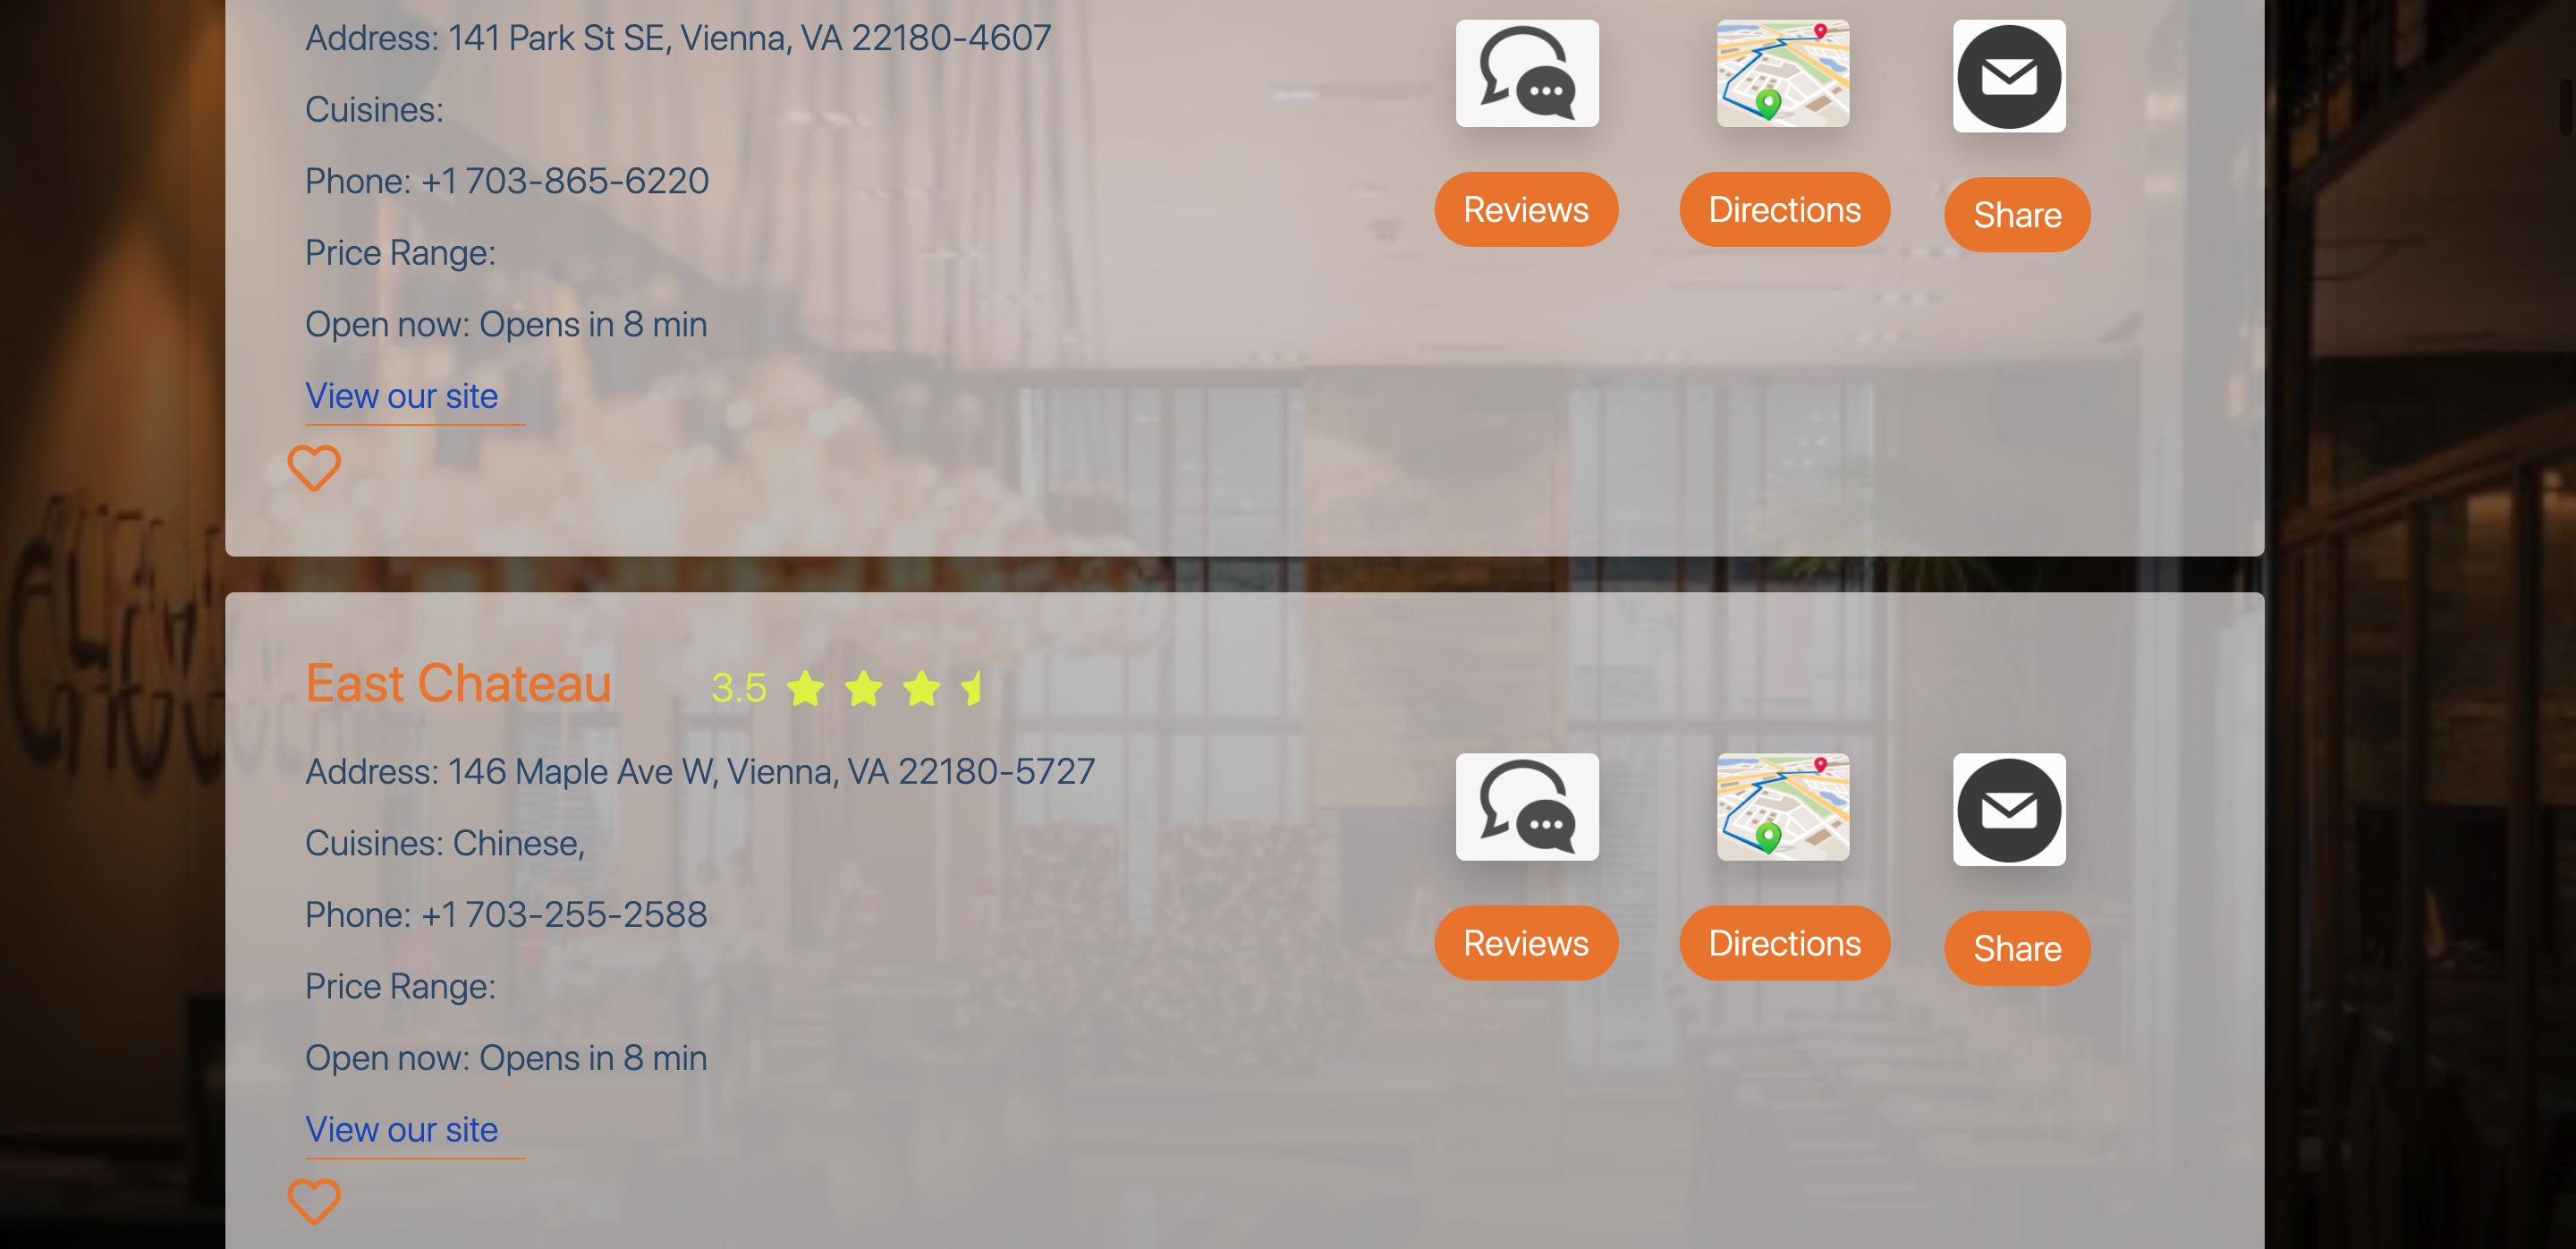 Address: 141 Park St SE, Vienna, VA 22180-4607
Cuisines:
Phone: +1 703-865-6220
Price Range:
Open now: Opens in 8 min
View our site
Reviews
Directions
Share
East Chateau
3.5
Address: 146 Maple Ave W, Vienna, VA 22180-5727
Cuisines: Chinese,
Phone: +1 703-255-2588
Price Range:
Open now: Opens in 8 min
View our site
Reviews
Directions
Share